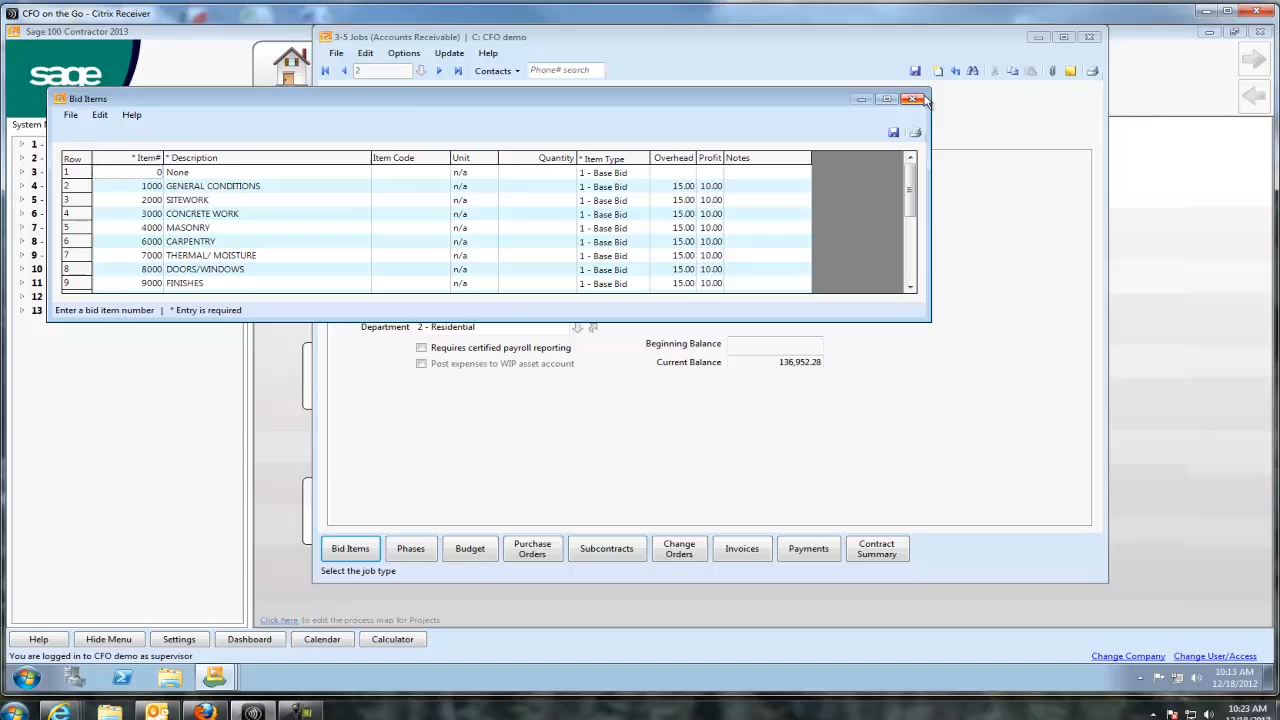 CFO on the Go - Citrix Receiver
Sage 100 Contractor 2013
sage
3-5 Jobs (Accounts Receivable) | C: CFO demo
File Edit Options Update Help
2 Contacts Phone# search
Bid Items
File Edit Help
Row * Item# * Description Item Code Unit Quantity * Item Type Overhead Profit Notes
1 0 None n/a 1 - Base Bid
2 1000 GENERAL CONDITIONS n/a 1 - Base Bid 15.00 10.00
3 2000 SITEWORK n/a 1 - Base Bid 15.00 10.00
4 3000 CONCRETE WORK n/a 1 - Base Bid 15.00 10.00
5 4000 MASONRY n/a 1 - Base Bid 15.00 10.00
6 6000 CARPENTRY n/a 1 - Base Bid 15.00 10.00
7 7000 THERMAL/ MOISTURE n/a 1 - Base Bid 15.00 10.00
8 8000 DOORS/WINDOWS n/a 1 - Base Bid 15.00 10.00
9 9000 FINISHES n/a 1 - Base Bid 15.00 10.00
Enter a bid item number | * Entry is required
System
1 -
2 -
3 -
4 -
5 -
6 -
7 -
8 -
9 -
10
11
12
13
Department 2 - Residential
Requires certified payroll reporting
Post expenses to WIP asset account
Beginning Balance
Current Balance 136,952.28
Bid Items Phases Budget Purchase Orders Subcontracts Change Orders Invoices Payments Contract Summary
Select the job type
Click here to edit the process map for Projects
Help Hide Menu Settings Dashboard Calendar Calculator
You are logged in to CFO demo as supervisor
Change Company Change User/Access
10:13 AM
12/18/2012
10:23 AM